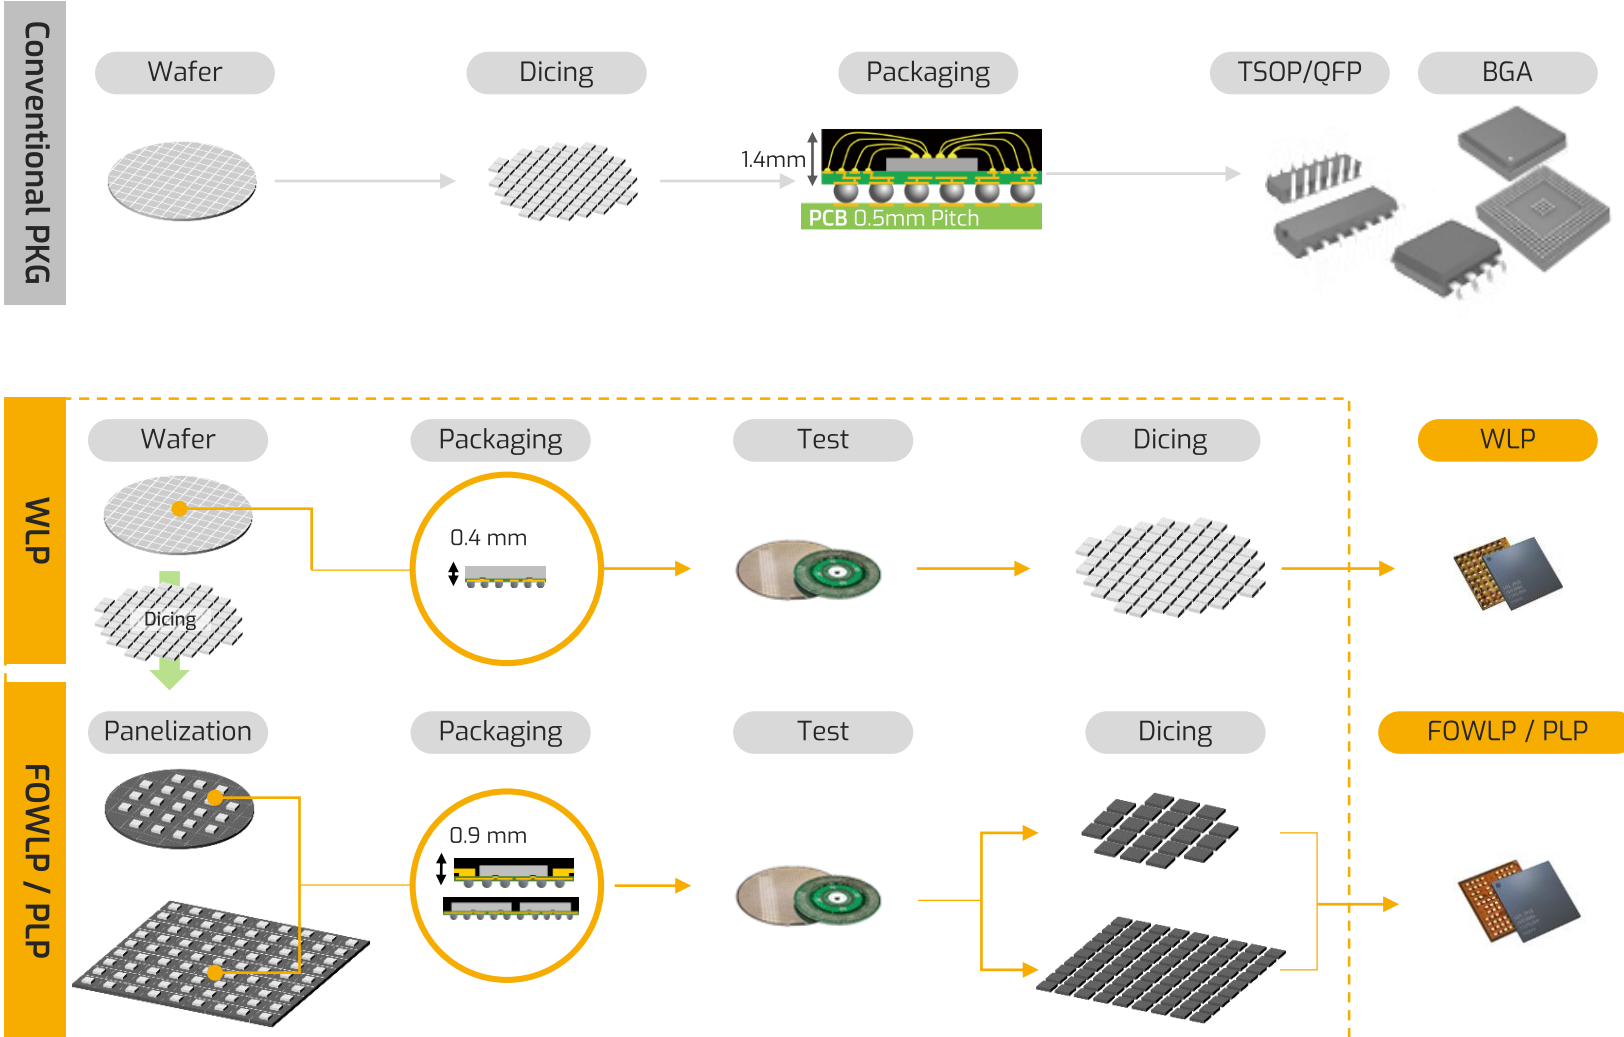 Conventional PKG
Wafer
Dicing
Packaging
TSOP/QFP
BGA
1.4mm
PCB 0.5mm Pitch
WLP
Wafer
Packaging
Test
Dicing
WLP
0.4 mm
Dicing
FOWLP / PLP
Panelization
Packaging
Test
Dicing
FOWLP / PLP
0.9 mm